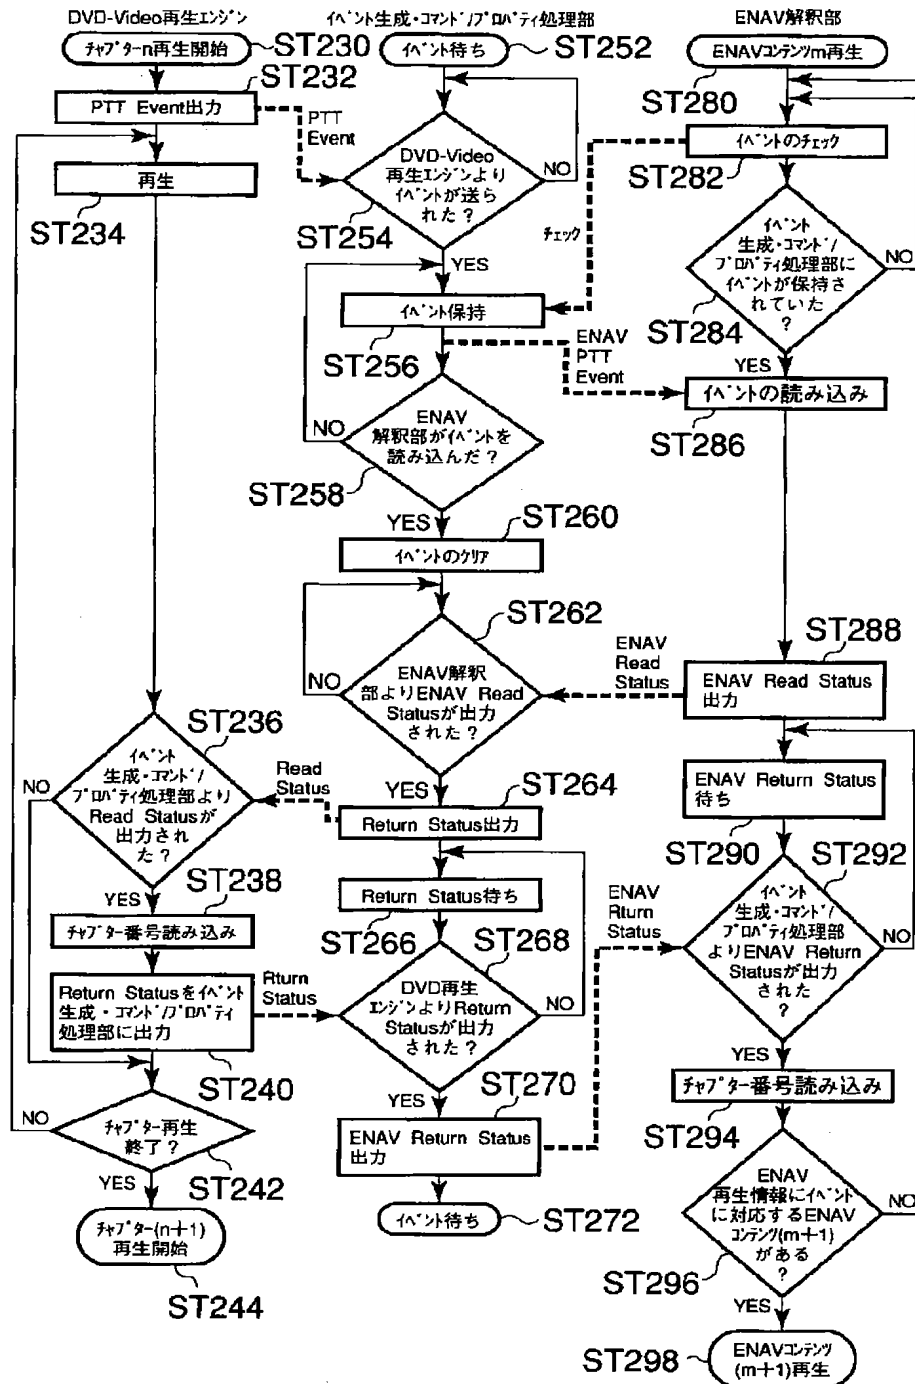 DVD-Video再生エンジン
チャプターn再生開始
ST230
ST232
PTT Event出力
PTT
Event
再生
ST234
ST236
イベント
生成・コマンド/
プロパティ処理部より
Read Statusが
出力され
た？
NO
YES
Read
Status
ST238
チャプター番号読み込み
Return Statusをイベント
生成・コマンド/プロパティ
処理部に出力
Rturn
Status
ST240
NO
チャプター再生
終了？
YES
ST242
チャプター(n+1)
再生開始
ST244
イベント生成・コマンド/プロパティ処理部
イベント待ち
ST252
DVD-Video
再生エンジンより
イベントが送ら
れた？
NO
ST254
YES
チェック
イベント保持
ST256
ENAV
PTT
Event
NO
ENAV
解釈部がイベントを
読み込んだ？
ST258
YES
ST260
イベントのクリア
ST262
NO
ENAV解釈
部よりENAV Read
Statusが出力
された？
ENAV
Read
Status
YES
ST264
Return Status出力
Return Status待ち
ST266
ST268
DVD再生
エンジンよりReturn
Statusが出力
された？
NO
ENAV
Rturn
Status
YES
ST270
ENAV Return Status
出力
イベント待ち
ST272
ENAV解釈部
ENAVコンテンツm再生
ST280
イベントのチェック
ST282
イベント
生成・コマンド/
プロパティ処理部に
イベントが保持さ
れていた
？
NO
ST284
YES
イベントの読み込み
ST286
ST288
ENAV Read Status
出力
ENAV Return Status
待ち
ST290
ST292
イベント
生成・コマンド/
プロパティ処理部
よりENAV Return
Statusが出力
された？
？
NO
YES
チャプター番号読み込み
ST294
ENAV
再生情報にイベント
に対応するENAV
コンテンツ(m+1)
がある
？
NO
ST296
YES
ST298
ENAVコンテンツ
(m+1)再生